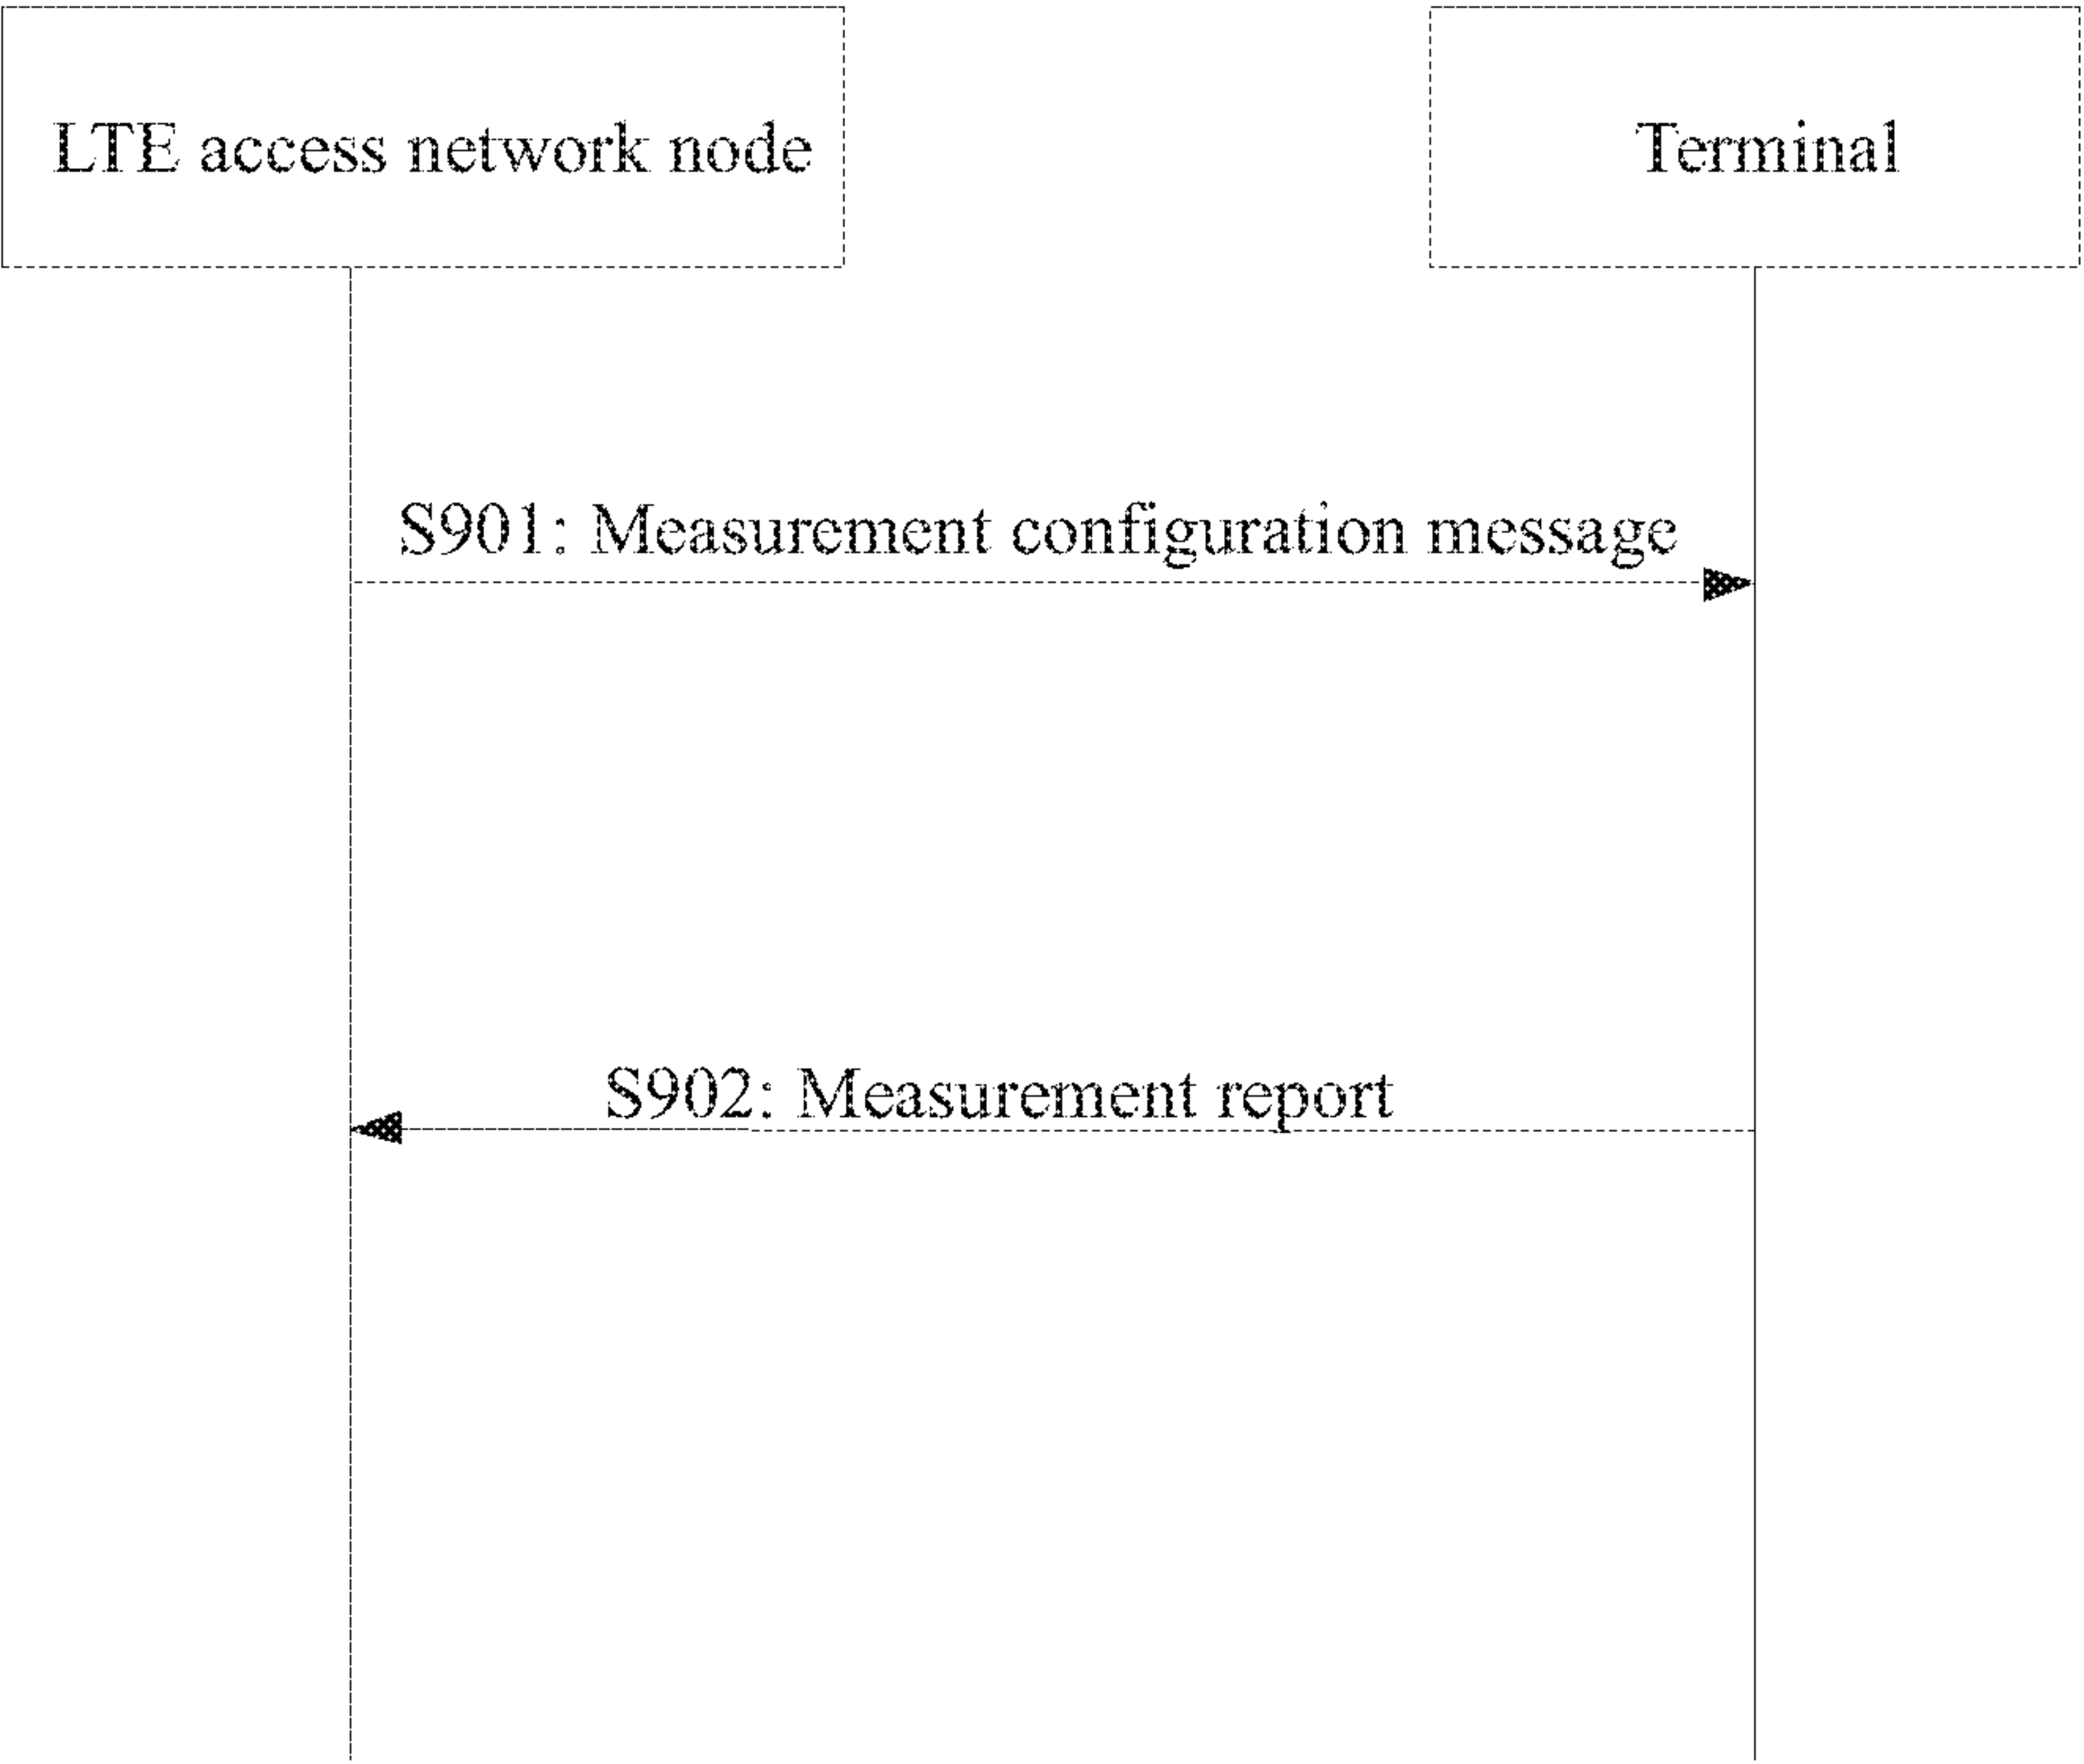 LTE access network node
Terminal
S901: Measurement configuration message
S902: Measurement report